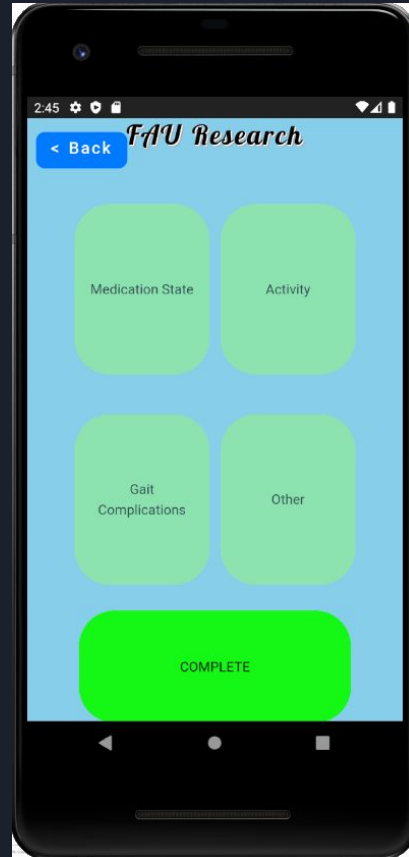 2:45
FAU Research
< Back
Medication State
Activity
Gait
Complications
Other
COMPLETE